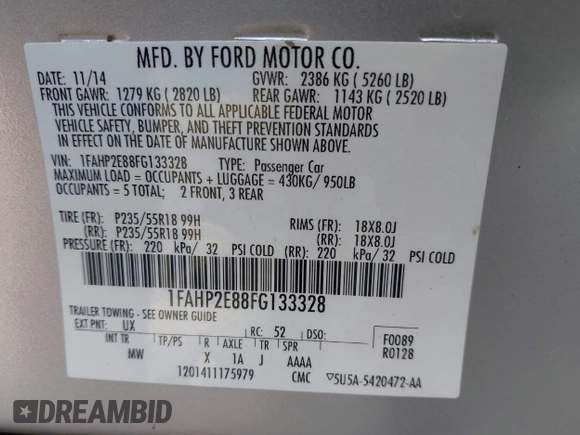 MFD. BY FORD MOTOR CO.
DATE: 11/14 GVWR: 2386 KG ( 5260 LB)
FRONT GAWR: 1279 KG ( 2820 LB) REAR GAWR: 1143 KG ( 2520 LB)
THIS VEHICLE CONFORMS TO ALL APPLICABLE FEDERAL MOTOR
VEHICLE SAFETY, BUMPER, AND THEFT PREVENTION STANDARDS
IN EFFECT ON THE DATE OF MANUFACTURE SHOWN ABOVE.
VIN: 1FAHP2E88FG133328 TYPE: Passenger Car
MAXIMUM LOAD = OCCUPANTS + LUGGAGE = 430KG/ 950LB
OCCUPANTS = 5 TOTAL; 2 FRONT, 3 REAR
TIRE (FR): P235/55R18 99H RIMS (FR): 18X8.0J
(RR): P235/55R18 99H (RR): 18X8.0J
PRESSURE (FR): 220 kPa/ 32 PSI COLD (RR): 220 kPa/ 32 PSI COLD
1FAHP2E88FG133328
TRAILER TOWING - SEE OWNER GUIDE
EXT PNT: UX RC: 52 DSO: F0089
R0128
INT TR TP/PS R AXLE TR SPR
MW X 1A J AAAA
1201411175979 CMC ▽5U5A-5420472-AA
DREAMBID